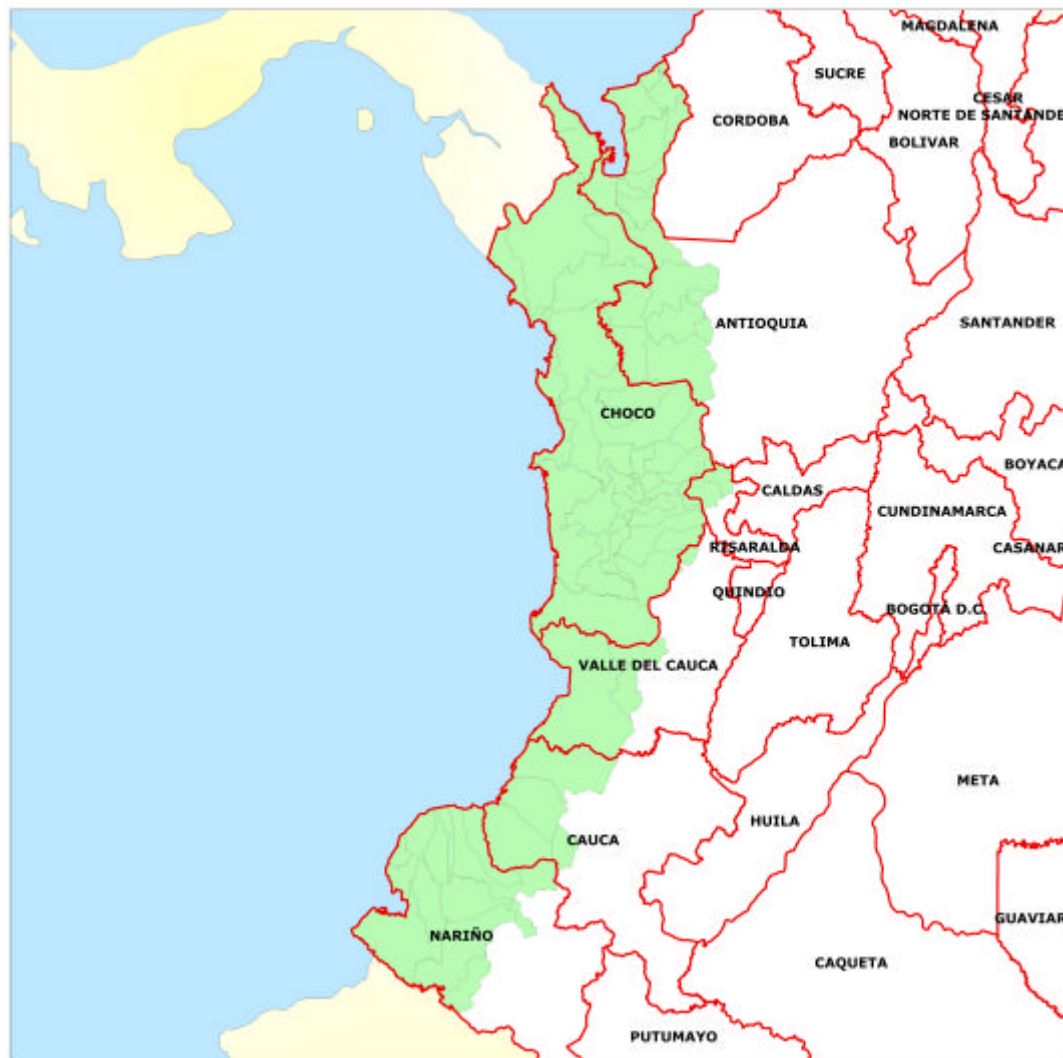 MAGDALENA
SUCRE
CESAR
CORDOBA
NORTE DE SANTANDE
BOLIVAR
ANTIOQUIA
SANTANDER
CHOCO
BOYACA
CALDAS
CUNDINAMARCA
RISARALDA
CASANAR
QUINDIO
BOGOTÁ D.C.
TOLIMA
VALLE DEL CAUCA
META
HUILA
CAUCA
GUAVIAR
NARIÑO
CAQUETA
PUTUMAYO